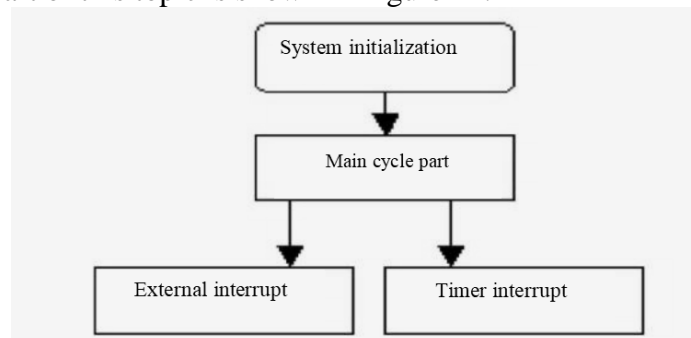 System initialization
Main cycle part
External interrupt
Timer interrupt